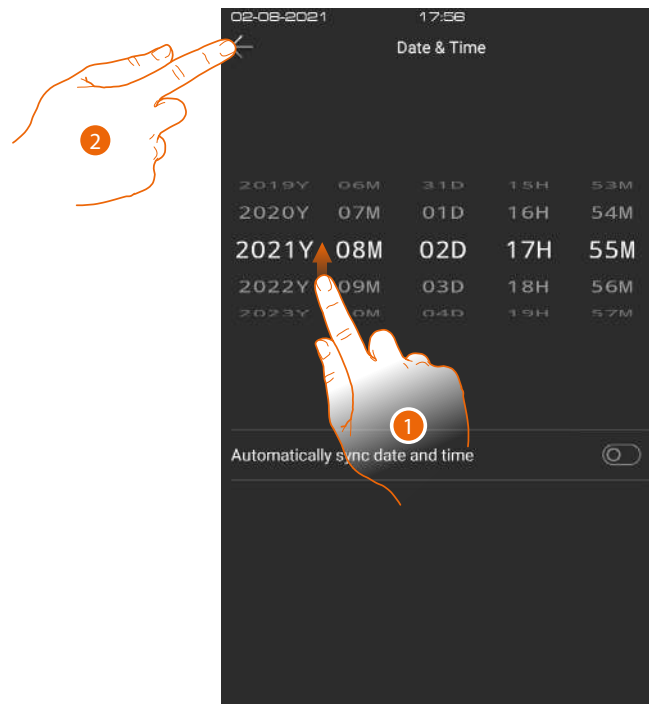 02-08-2021 17:56
Date & Time
2
2019Y 06M 31D 15H 53M
2020Y 07M 01D 16H 54M
2021Y 08M 02D 17H 55M
2022Y 09M 03D 18H 56M
2023Y 0M 04D 19H 57M
1
Automatically sync date and time